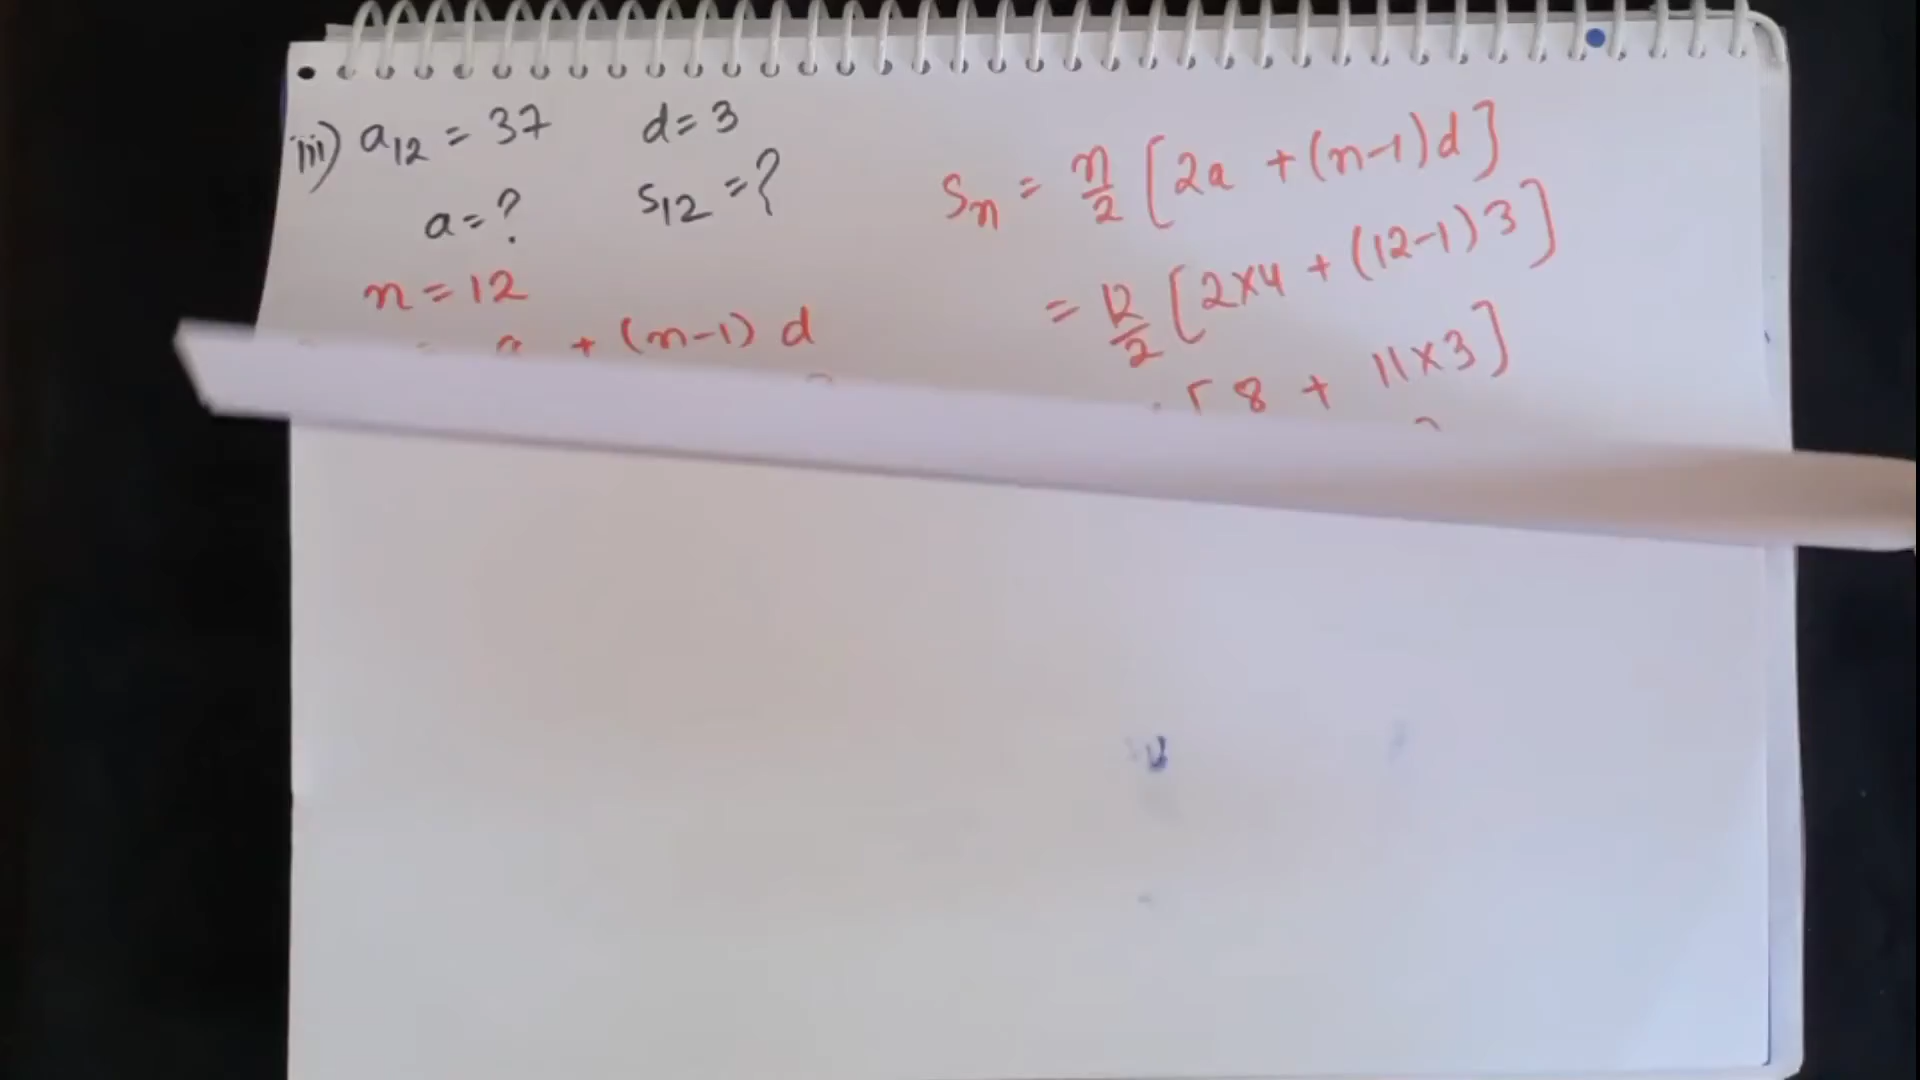 iii) a12 = 37 d = 3
a = ? S12 = ?
n = 12
+ (n-1) d
Sn = n/2 [2a + (n-1)d]
= 12/2 [2×4 + (12-1)3]
[8 + 11×3]